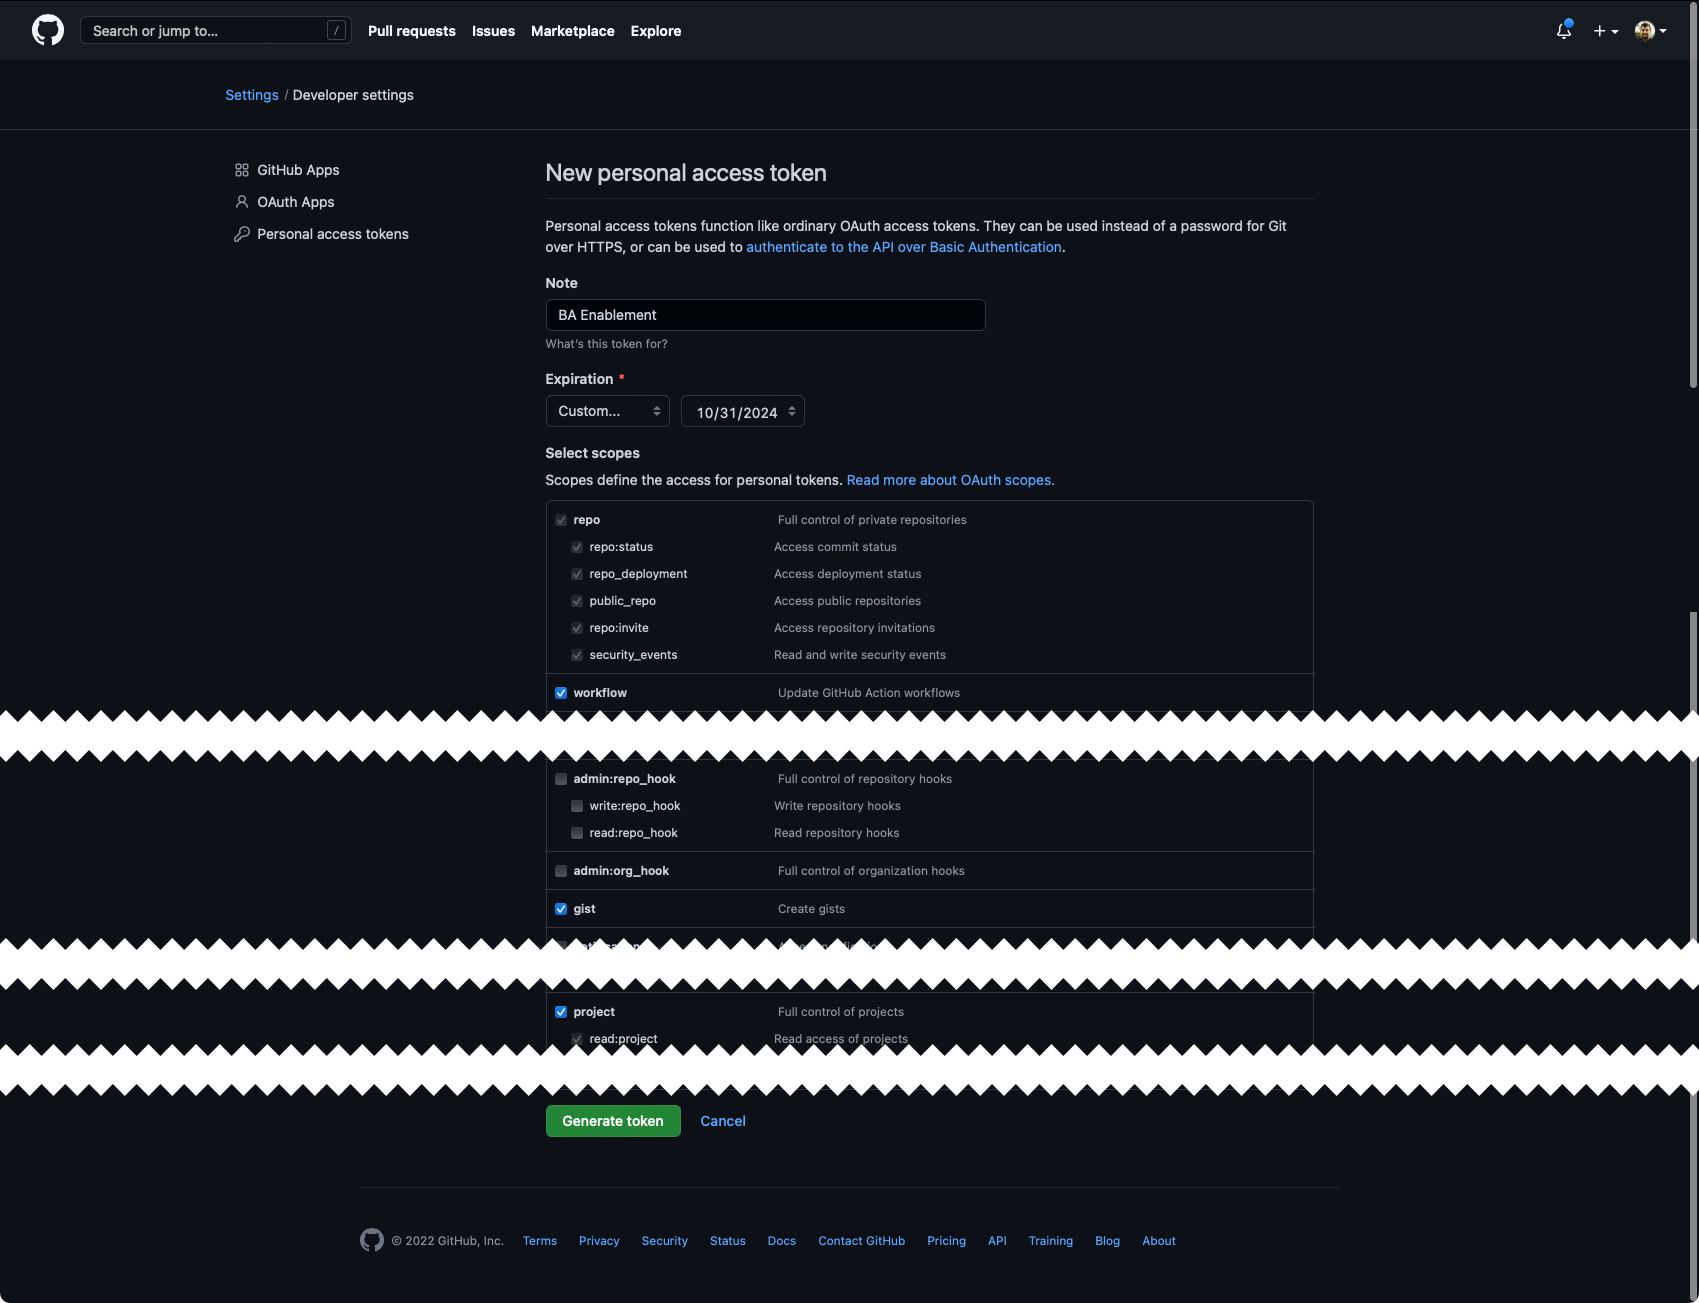 Search or jump to... /
Pull requests
Issues
Marketplace
Explore
Settings / Developer settings
GitHub Apps
OAuth Apps
Personal access tokens
New personal access token
Personal access tokens function like ordinary OAuth access tokens. They can be used instead of a password for Git
over HTTPS, or can be used to authenticate to the API over Basic Authentication.
Note
BA Enablement
What's this token for?
Expiration *
Custom... 10/31/2024
Select scopes
Scopes define the access for personal tokens. Read more about OAuth scopes.
repo Full control of private repositories
repo:status Access commit status
repo_deployment Access deployment status
public_repo Access public repositories
repo:invite Access repository invitations
security_events Read and write security events
workflow Update GitHub Action workflows
admin:repo_hook Full control of repository hooks
write:repo_hook Write repository hooks
read:repo_hook Read repository hooks
admin:org_hook Full control of organization hooks
gist Create gists
project Full control of projects
read:project Read access of projects
Generate token Cancel
© 2022 GitHub, Inc. Terms Privacy Security Status Docs Contact GitHub Pricing API Training Blog About